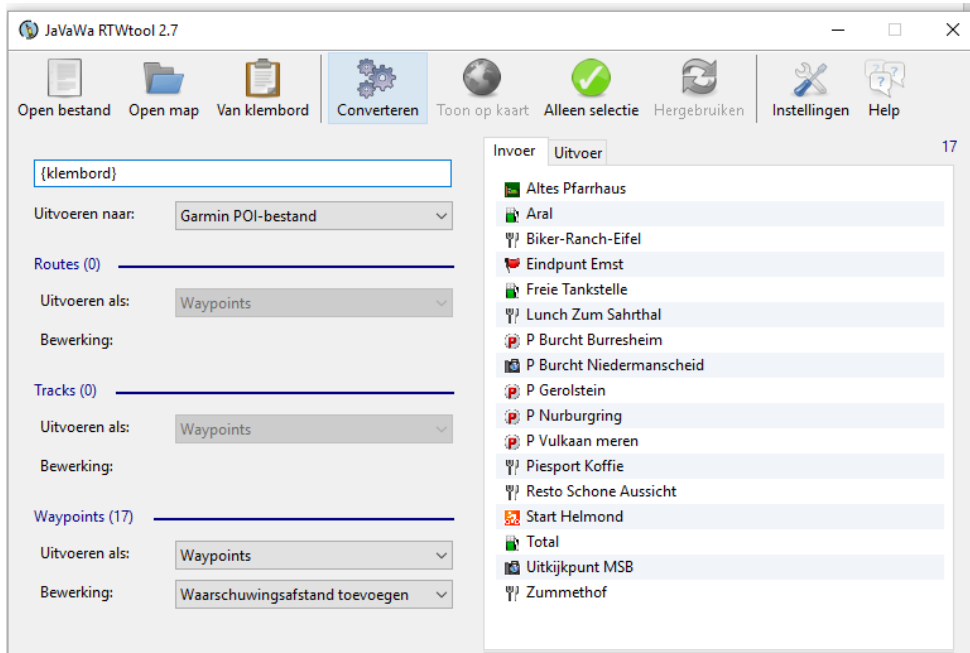 JaVaWa RTWtool 2.7
Open bestand Open map Van klembord Converteren Toon op kaart Alleen selectie Hergebruiken Instellingen Help
{klembord}
Uitvoeren naar: Garmin POI-bestand
Routes (0)
Uitvoeren als: Waypoints
Bewerking:
Tracks (0)
Uitvoeren als: Waypoints
Bewerking:
Waypoints (17)
Uitvoeren als: Waypoints
Bewerking: Waarschuwingsafstand toevoegen
Invoer Uitvoer 17
Altes Pfarrhaus
Aral
Biker-Ranch-Eifel
Eindpunt Emst
Freie Tankstelle
Lunch Zum Sahrthal
P Burcht Burresheim
P Burcht Niedermanscheid
P Gerolstein
P Nurburgring
P Vulkaan meren
Piesport Koffie
Resto Schone Aussicht
Start Helmond
Total
Uitkijkpunt MSB
Zummethof